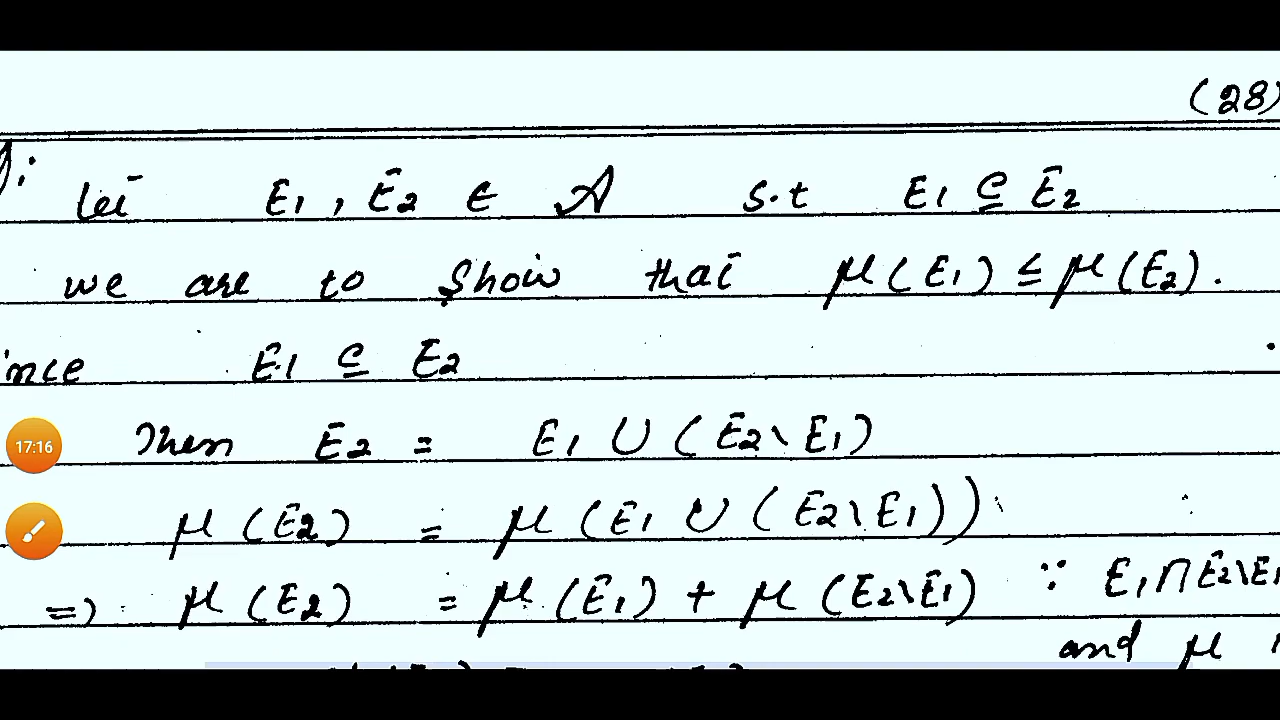 (28)
Let E1, E2 ∈ 𝒜 s.t E1 ⊆ E2
we are to show that μ(E1) ≤ μ(E2).
ince E1 ⊆ E2
Then E2 = E1 ∪ (E2\E1)
17:16
μ(E2) = μ(E1 ∪ (E2\E1))
=> μ(E2) = μ(E1) + μ(E2\E1) ∵ E1∩E2\E1
and μ